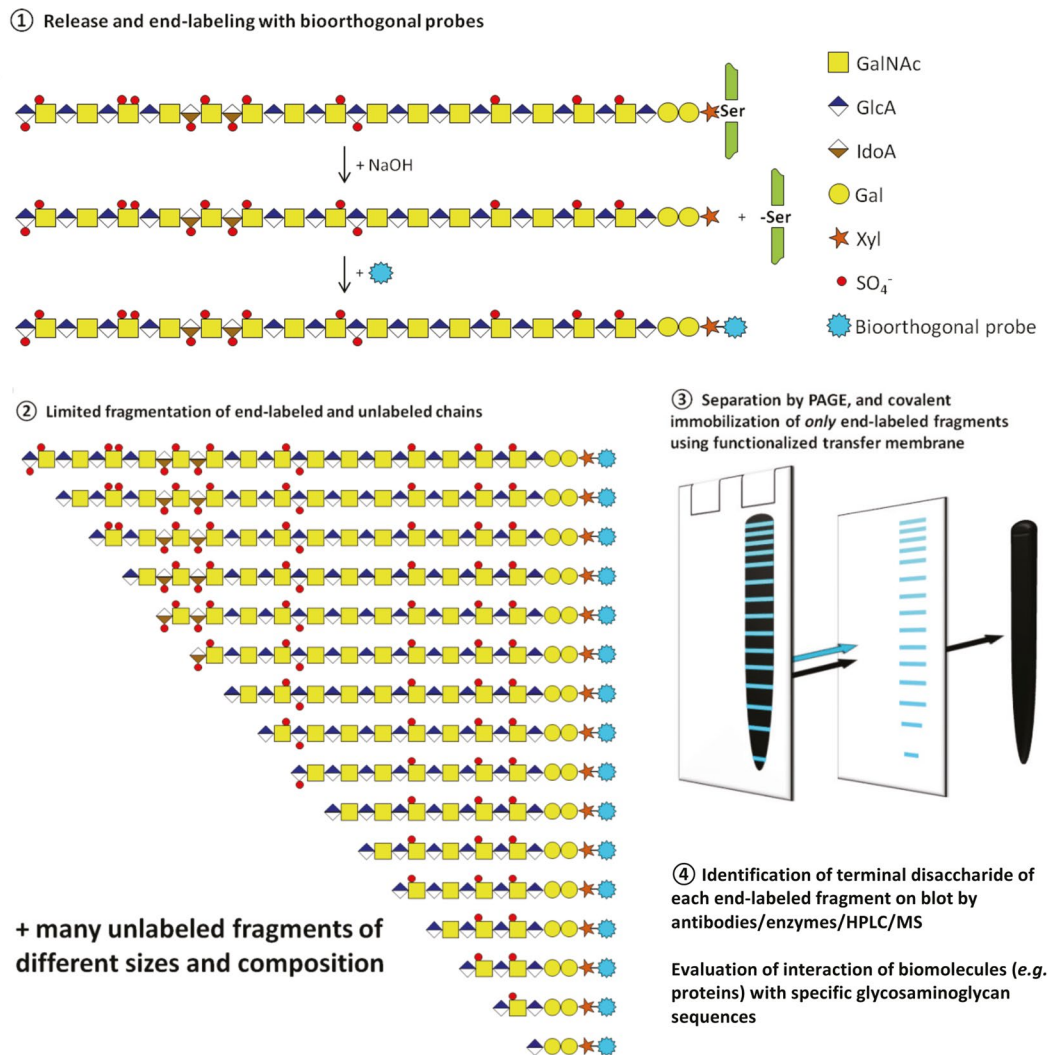 ① Release and end-labeling with bioorthogonal probes
GalNAc
-Ser
GlcA
IdoA
+ NaOH
Gal
+ -Ser
Xyl
+
SO₄⁻
Bioorthogonal probe
② Limited fragmentation of end-labeled and unlabeled chains
③ Separation by PAGE, and covalent
immobilization of only end-labeled fragments
using functionalized transfer membrane
+ many unlabeled fragments of
different sizes and composition
④ Identification of terminal disaccharide of
each end-labeled fragment on blot by
antibodies/enzymes/HPLC/MS
Evaluation of interaction of biomolecules (e.g.
proteins) with specific glycosaminoglycan
sequences